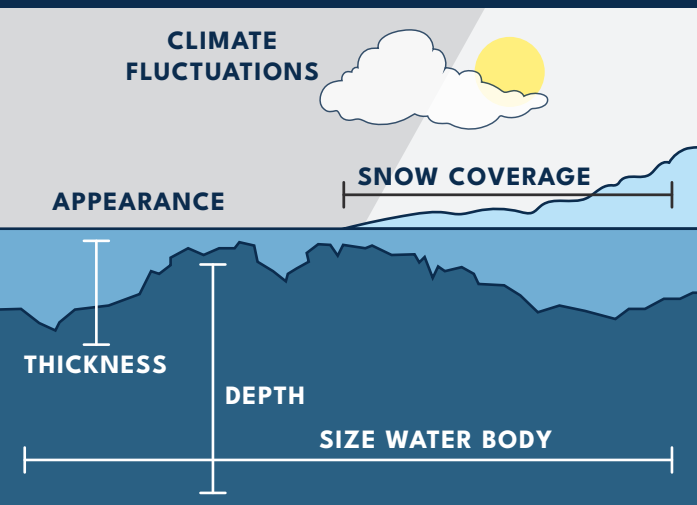 CLIMATE
FLUCTUATIONS
SNOW COVERAGE
APPEARANCE
THICKNESS
DEPTH
SIZE WATER BODY